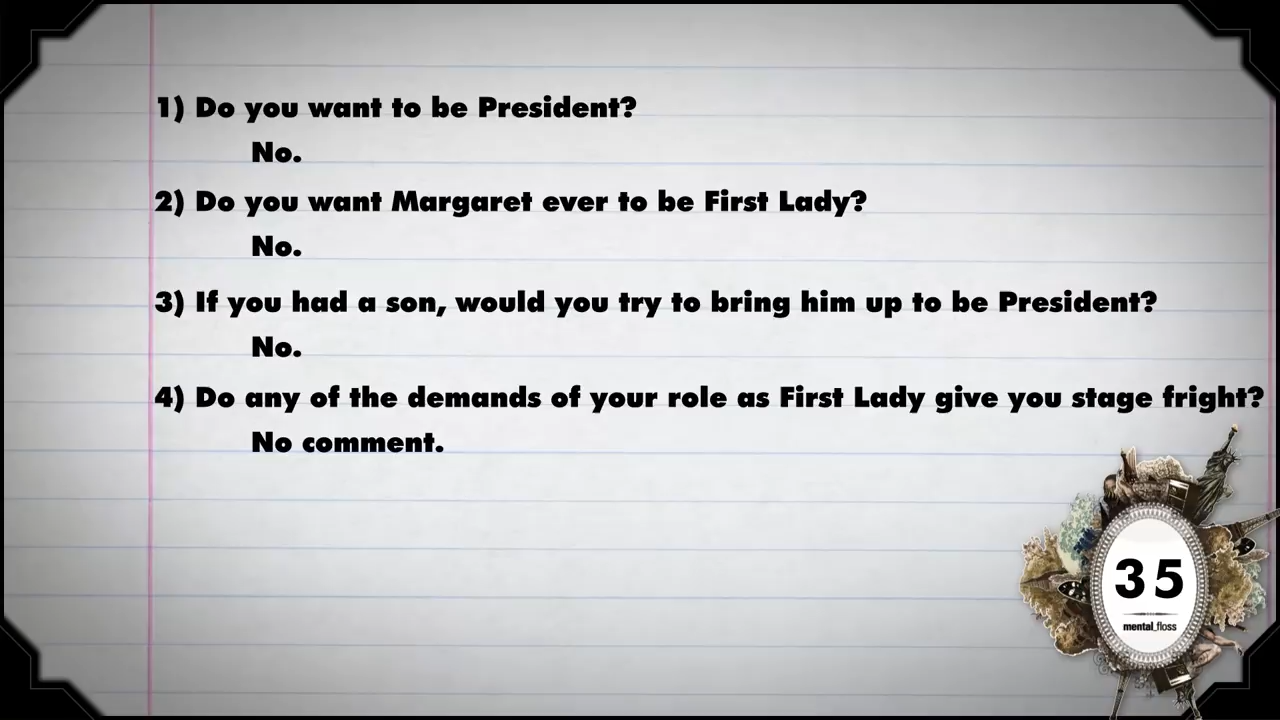 1) Do you want to be President?
No.
2) Do you want Margaret ever to be First Lady?
No.
3) If you had a son, would you try to bring him up to be President?
No.
4) Do any of the demands of your role as First Lady give you stage fright?
No comment.
35
mental_floss